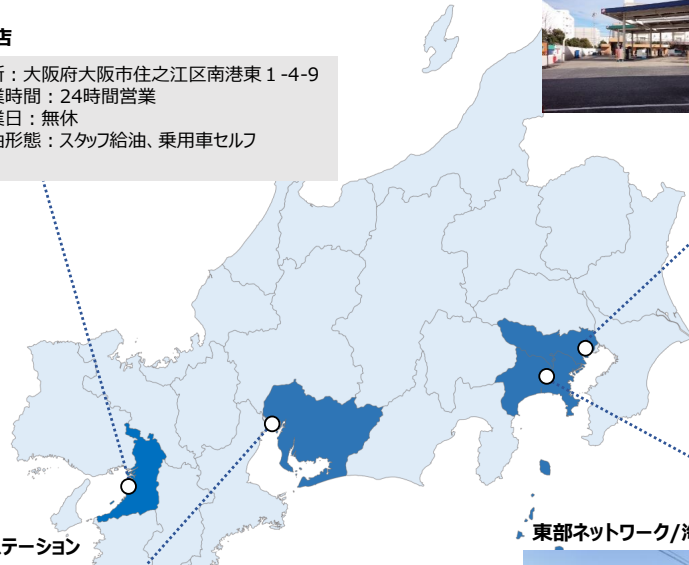 店
所：大阪府大阪市住之江区南港東１-4-9
業時間：24時間営業
業日：無休
油形態：スタッフ給油、乗用車セルフ
テーション
東部ネットワーク/海